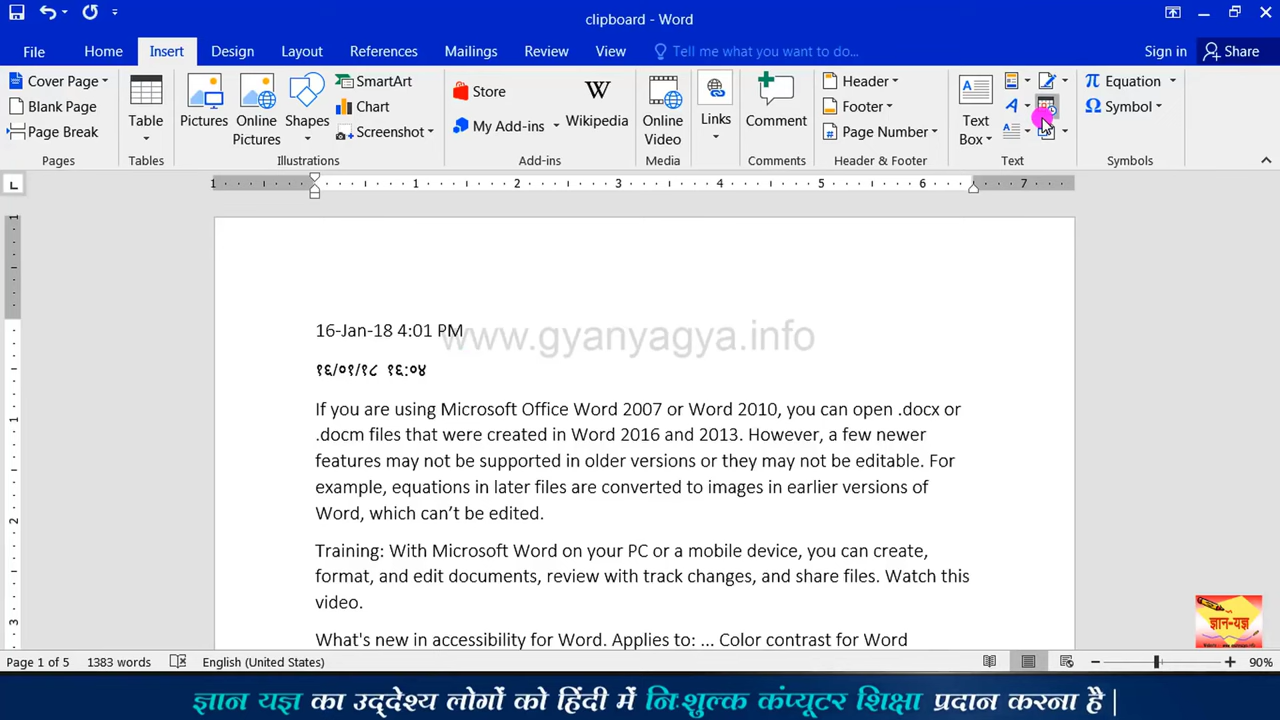 clipboard - Word
File Home Insert Design Layout References Mailings Review View Tell me what you want to do... Sign in Share
Cover Page
Blank Page
Page Break
Pages
Table
Tables
Pictures
Online Pictures
Shapes
SmartArt
Chart
Screenshot
Illustrations
Store
My Add-ins
Wikipedia
Add-ins
Online Video
Media
Links
Comment
Comments
Header
Footer
Page Number
Header & Footer
Text Box
Text
Equation
Symbol
Symbols
1 1 2 3 4 5 6 7
16-Jan-18 4:01 PM
www.gyanyagya.info
१६/०१/१८ १६:०४
If you are using Microsoft Office Word 2007 or Word 2010, you can open .docx or
.docm files that were created in Word 2016 and 2013. However, a few newer
features may not be supported in older versions or they may not be editable. For
example, equations in later files are converted to images in earlier versions of
Word, which can’t be edited.
Training: With Microsoft Word on your PC or a mobile device, you can create,
format, and edit documents, review with track changes, and share files. Watch this
video.
What's new in accessibility for Word. Applies to: ... Color contrast for Word
ज्ञान-यज्ञ
Page 1 of 5 1383 words English (United States) 90%
ज्ञान यज्ञ का उद्देश्य लोगों को हिंदी में नि:शुल्क कंप्यूटर शिक्षा प्रदान करना है |